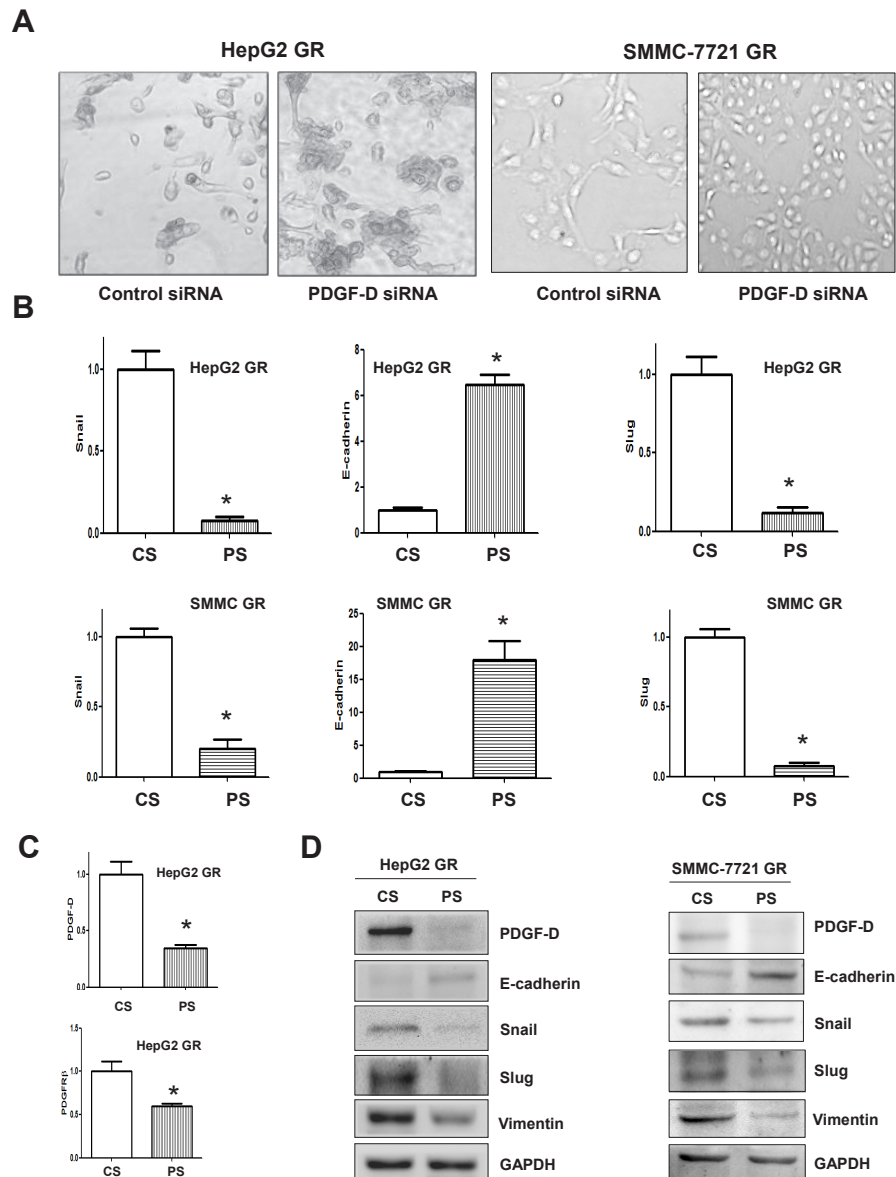 A
HepG2 GR
SMMC-7721 GR
Control siRNA
PDGF-D siRNA
Control siRNA
PDGF-D siRNA
B
Snail
1.0
0.5
0.0
HepG2 GR
*
CS
PS
E-cadherin
8
6
4
2
0
HepG2 GR
*
CS
PS
Slug
1.0
0.5
0.0
HepG2 GR
*
CS
PS
Snail
1.0
0.5
0.0
SMMC GR
*
CS
PS
E-cadherin
25
20
15
10
5
0
SMMC GR
*
CS
PS
Slug
1.0
0.5
0.0
SMMC GR
*
CS
PS
C
PDGF-D
1.0
0.5
0.0
HepG2 GR
*
CS
PS
PDGFRβ
1.5
1.0
0.5
0.0
HepG2 GR
*
CS
PS
D
HepG2 GR
CS PS
PDGF-D
E-cadherin
Snail
Slug
Vimentin
GAPDH
SMMC-7721 GR
CS PS
PDGF-D
E-cadherin
Snail
Slug
Vimentin
GAPDH